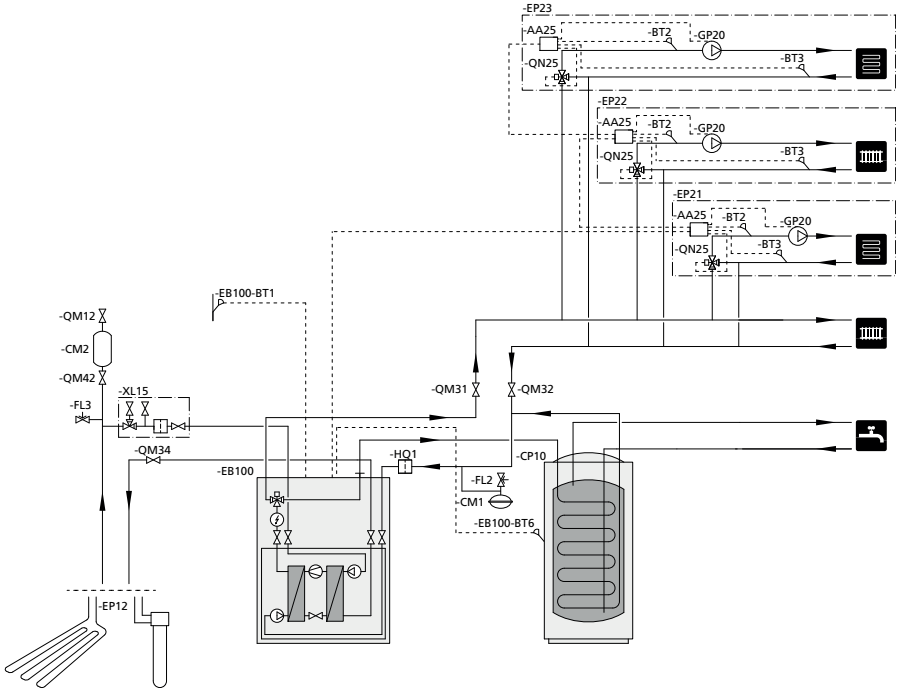 -EP23
-AA25
-BT2
-GP20
-QN25
-BT3
-EP22
-AA25
-BT2
-GP20
-QN25
-BT3
-EP21
-AA25
-BT2
-GP20
-QN25
-BT3
-EB100-BT1
-QM12
-CM2
-QM42
-XL15
-FL3
-QM31
-QM32
-QM34
-EB100
-HQ1
-CP10
-FL2
-CM1
-EB100-BT6
-EP12